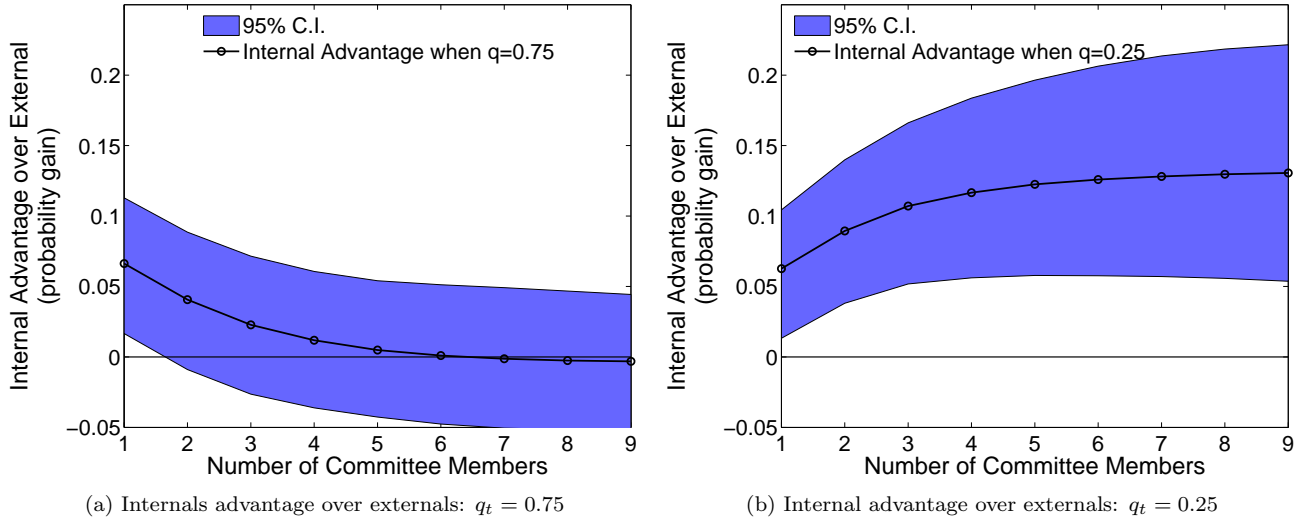 95% C.I.
Internal Advantage when q=0.75
Internal Advantage over External
(probability gain)
0.2
0.15
0.1
0.05
0
−0.05
1 2 3 4 5 6 7 8 9
Number of Committee Members
(a) Internals advantage over externals: q_t = 0.75
95% C.I.
Internal Advantage when q=0.25
Internal Advantage over External
(probability gain)
0.2
0.15
0.1
0.05
0
−0.05
1 2 3 4 5 6 7 8 9
Number of Committee Members
(b) Internal advantage over externals: q_t = 0.25